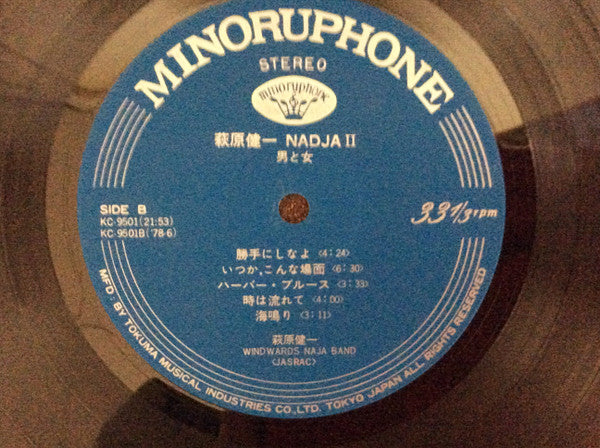 MINORUPHONE
STEREO
minoruphone
萩原健一 NADJA II
男と女
SIDE B
KC-9501(21:53)
KC-9501B('78-6)
33 1/3 rpm
勝手にしなよ (4:24)
いつか、こんな場面 (6:30)
ハーバー・ブルース (3:33)
時は流れて (4:00)
海鳴り (3:11)
萩原健一
WINDWARDS NAJA BAND
(JASRAC)
MFD. BY TOKUMA MUSICAL INDUSTRIES CO., LTD. TOKYO JAPAN ALL RIGHTS RESERVED